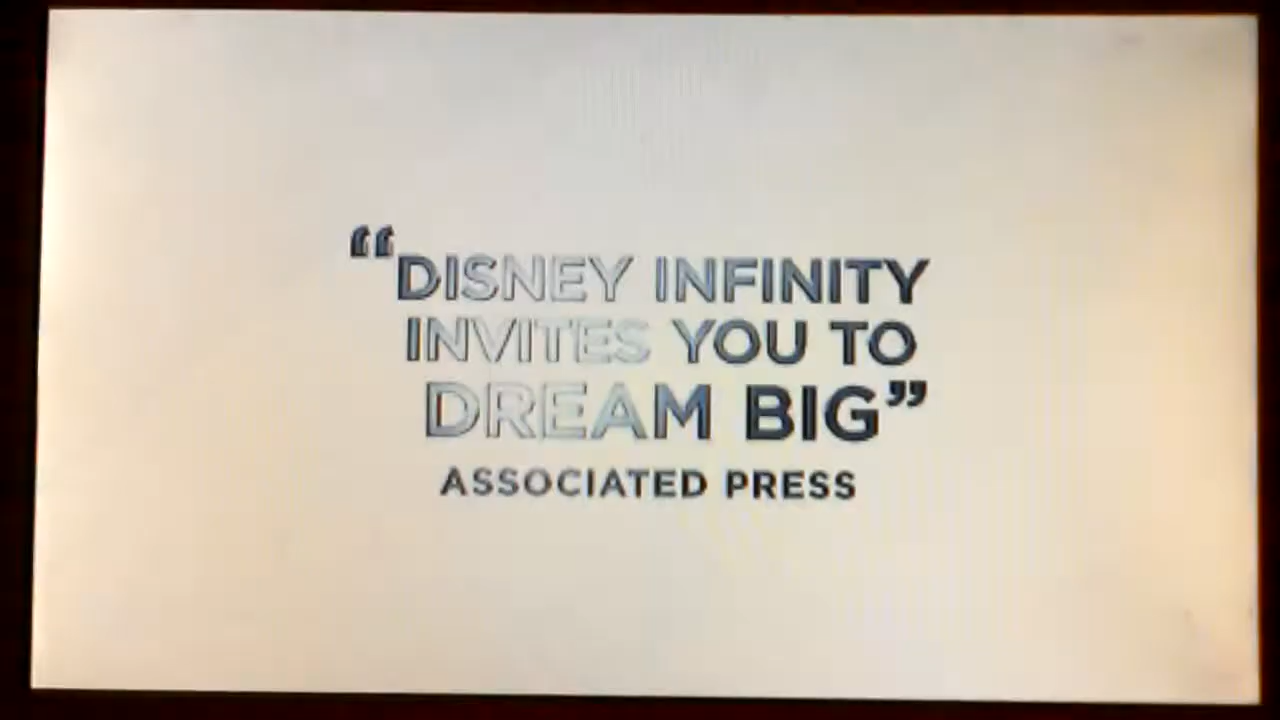 “DISNEY INFINITY
INVITES YOU TO
DREAM BIG”
ASSOCIATED PRESS